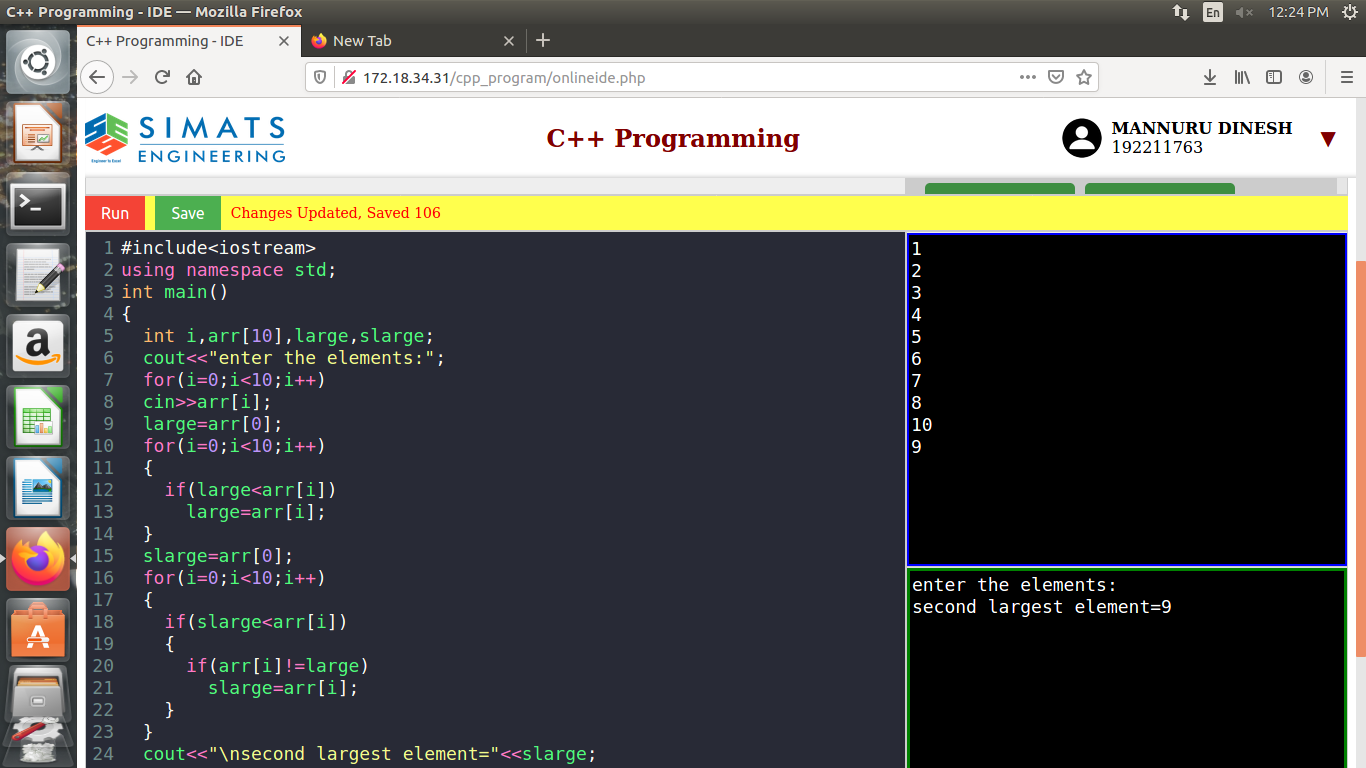 C++ Programming - IDE — Mozilla Firefox
En
12:24 PM
C++ Programming - IDE
New Tab
172.18.34.31/cpp_program/onlineide.php
SIMATS
ENGINEERING
Engineer to Excel
C++ Programming
MANNURU DINESH
192211763
Run
Save
Changes Updated, Saved 106
1 #include<iostream>
2 using namespace std;
3 int main()
4 {
5 int i,arr[10],large,slarge;
6 cout<<"enter the elements:";
7 for(i=0;i<10;i++)
8 cin>>arr[i];
9 large=arr[0];
10 for(i=0;i<10;i++)
11 {
12 if(large<arr[i])
13 large=arr[i];
14 }
15 slarge=arr[0];
16 for(i=0;i<10;i++)
17 {
18 if(slarge<arr[i])
19 {
20 if(arr[i]!=large)
21 slarge=arr[i];
22 }
23 }
24 cout<<"\nsecond largest element="<<slarge;
1
2
3
4
5
6
7
8
10
9
enter the elements:
second largest element=9